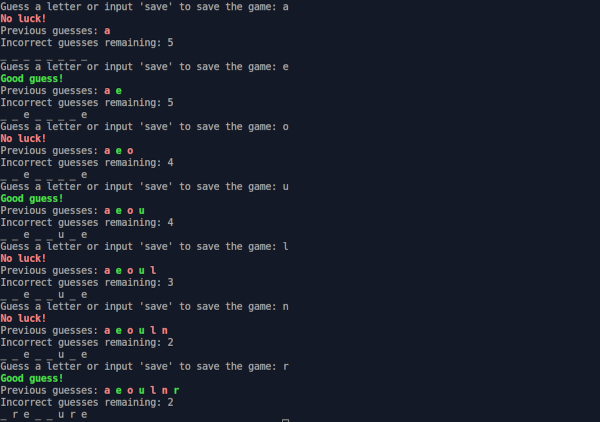 Guess a letter or input 'save' to save the game: a
No luck!
Previous guesses: a
Incorrect guesses remaining: 5
_ _ _ _ _ _ _ _
Guess a letter or input 'save' to save the game: e
Good guess!
Previous guesses: a e
Incorrect guesses remaining: 5
_ _ e _ _ _ _ e
Guess a letter or input 'save' to save the game: o
No luck!
Previous guesses: a e o
Incorrect guesses remaining: 4
_ _ e _ _ _ _ e
Guess a letter or input 'save' to save the game: u
Good guess!
Previous guesses: a e o u
Incorrect guesses remaining: 4
_ _ e _ _ u _ e
Guess a letter or input 'save' to save the game: l
No luck!
Previous guesses: a e o u l
Incorrect guesses remaining: 3
_ _ e _ _ u _ e
Guess a letter or input 'save' to save the game: n
No luck!
Previous guesses: a e o u l n
Incorrect guesses remaining: 2
_ _ e _ _ u _ e
Guess a letter or input 'save' to save the game: r
Good guess!
Previous guesses: a e o u l n r
Incorrect guesses remaining: 2
_ r e _ _ u r e